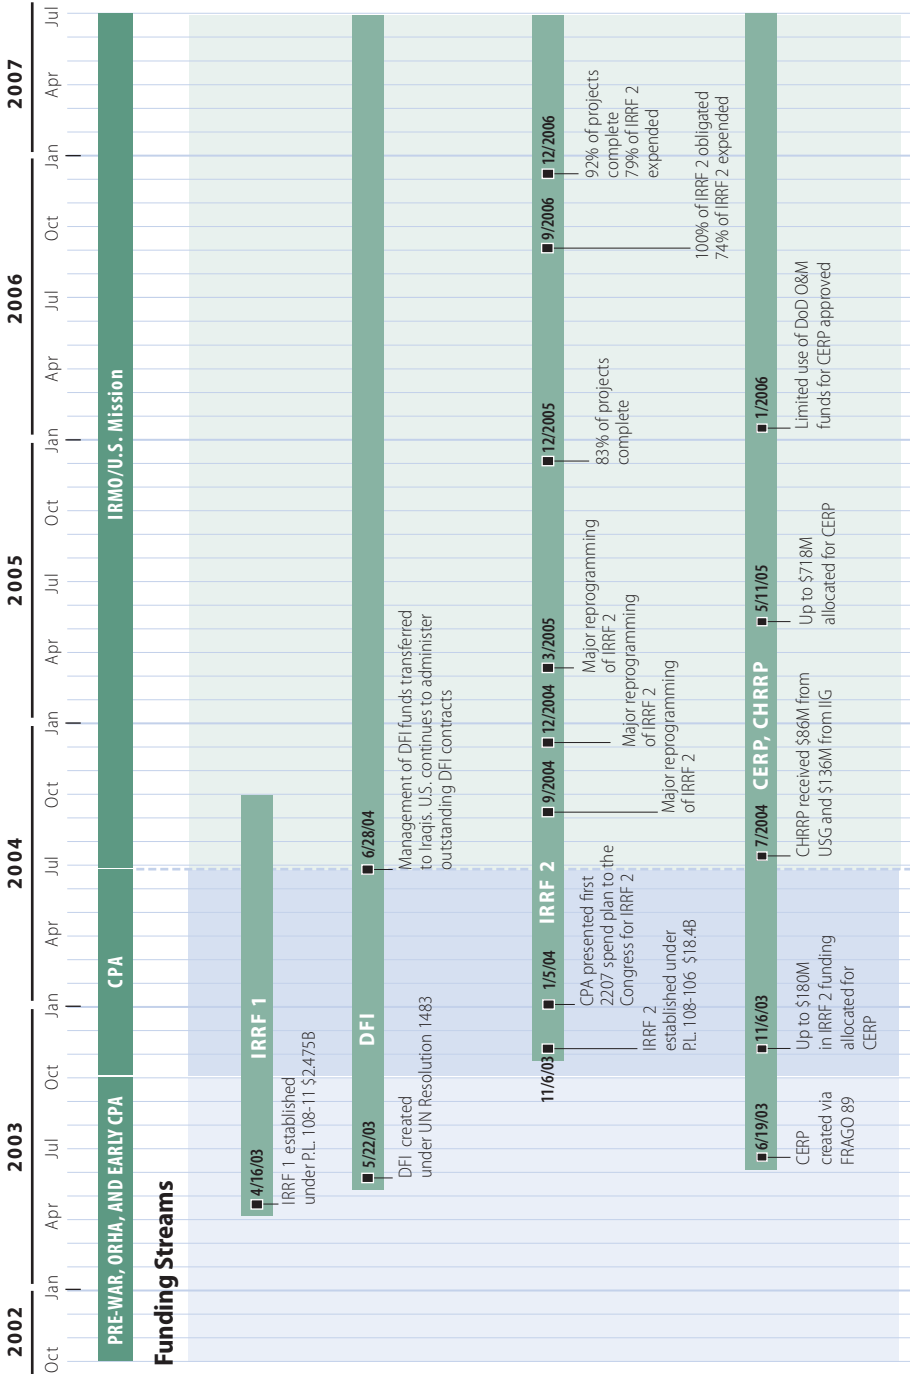 2002
2003
2004
2005
2006
2007
Oct
Jan
Apr
Jul
Oct
Jan
Apr
Jul
Oct
Jan
Apr
Jul
Oct
Jan
Apr
Jul
Oct
Jan
Apr
Jul
PRE-WAR, ORHA, AND EARLY CPA
CPA
IRMO/U.S. Mission
Funding Streams
IRRF 1
4/16/03
IRRF 1 established
under P.L. 108-11 $2.475B
DFI
5/22/03
DFI created
under UN Resolution 1483
6/28/04
Management of DFI funds transferred
to Iraqis. U.S. continues to administer
outstanding DFI contracts
IRRF 2
11/6/03
IRRF 2
established under
P.L. 108-106 $18.4B
1/5/04
CPA presented first
2207 spend plan to the
Congress for IRRF 2
9/2004
Major reprogramming
of IRRF 2
12/2004
Major reprogramming
of IRRF 2
3/2005
Major reprogramming
of IRRF 2
12/2005
83% of projects
complete
9/2006
100% of IRRF 2 obligated
74% of IRRF 2 expended
12/2006
92% of projects
complete
79% of IRRF 2
expended
CERP, CHRRP
6/19/03
CERP
created via
FRAGO 89
11/6/03
Up to $180M
in IRRF 2 funding
allocated for
CERP
7/2004
CHRRP received $86M from
USG and $136M from IIG
5/11/05
Up to $718M
allocated for CERP
1/2006
Limited use of DoD O&M
funds for CERP approved